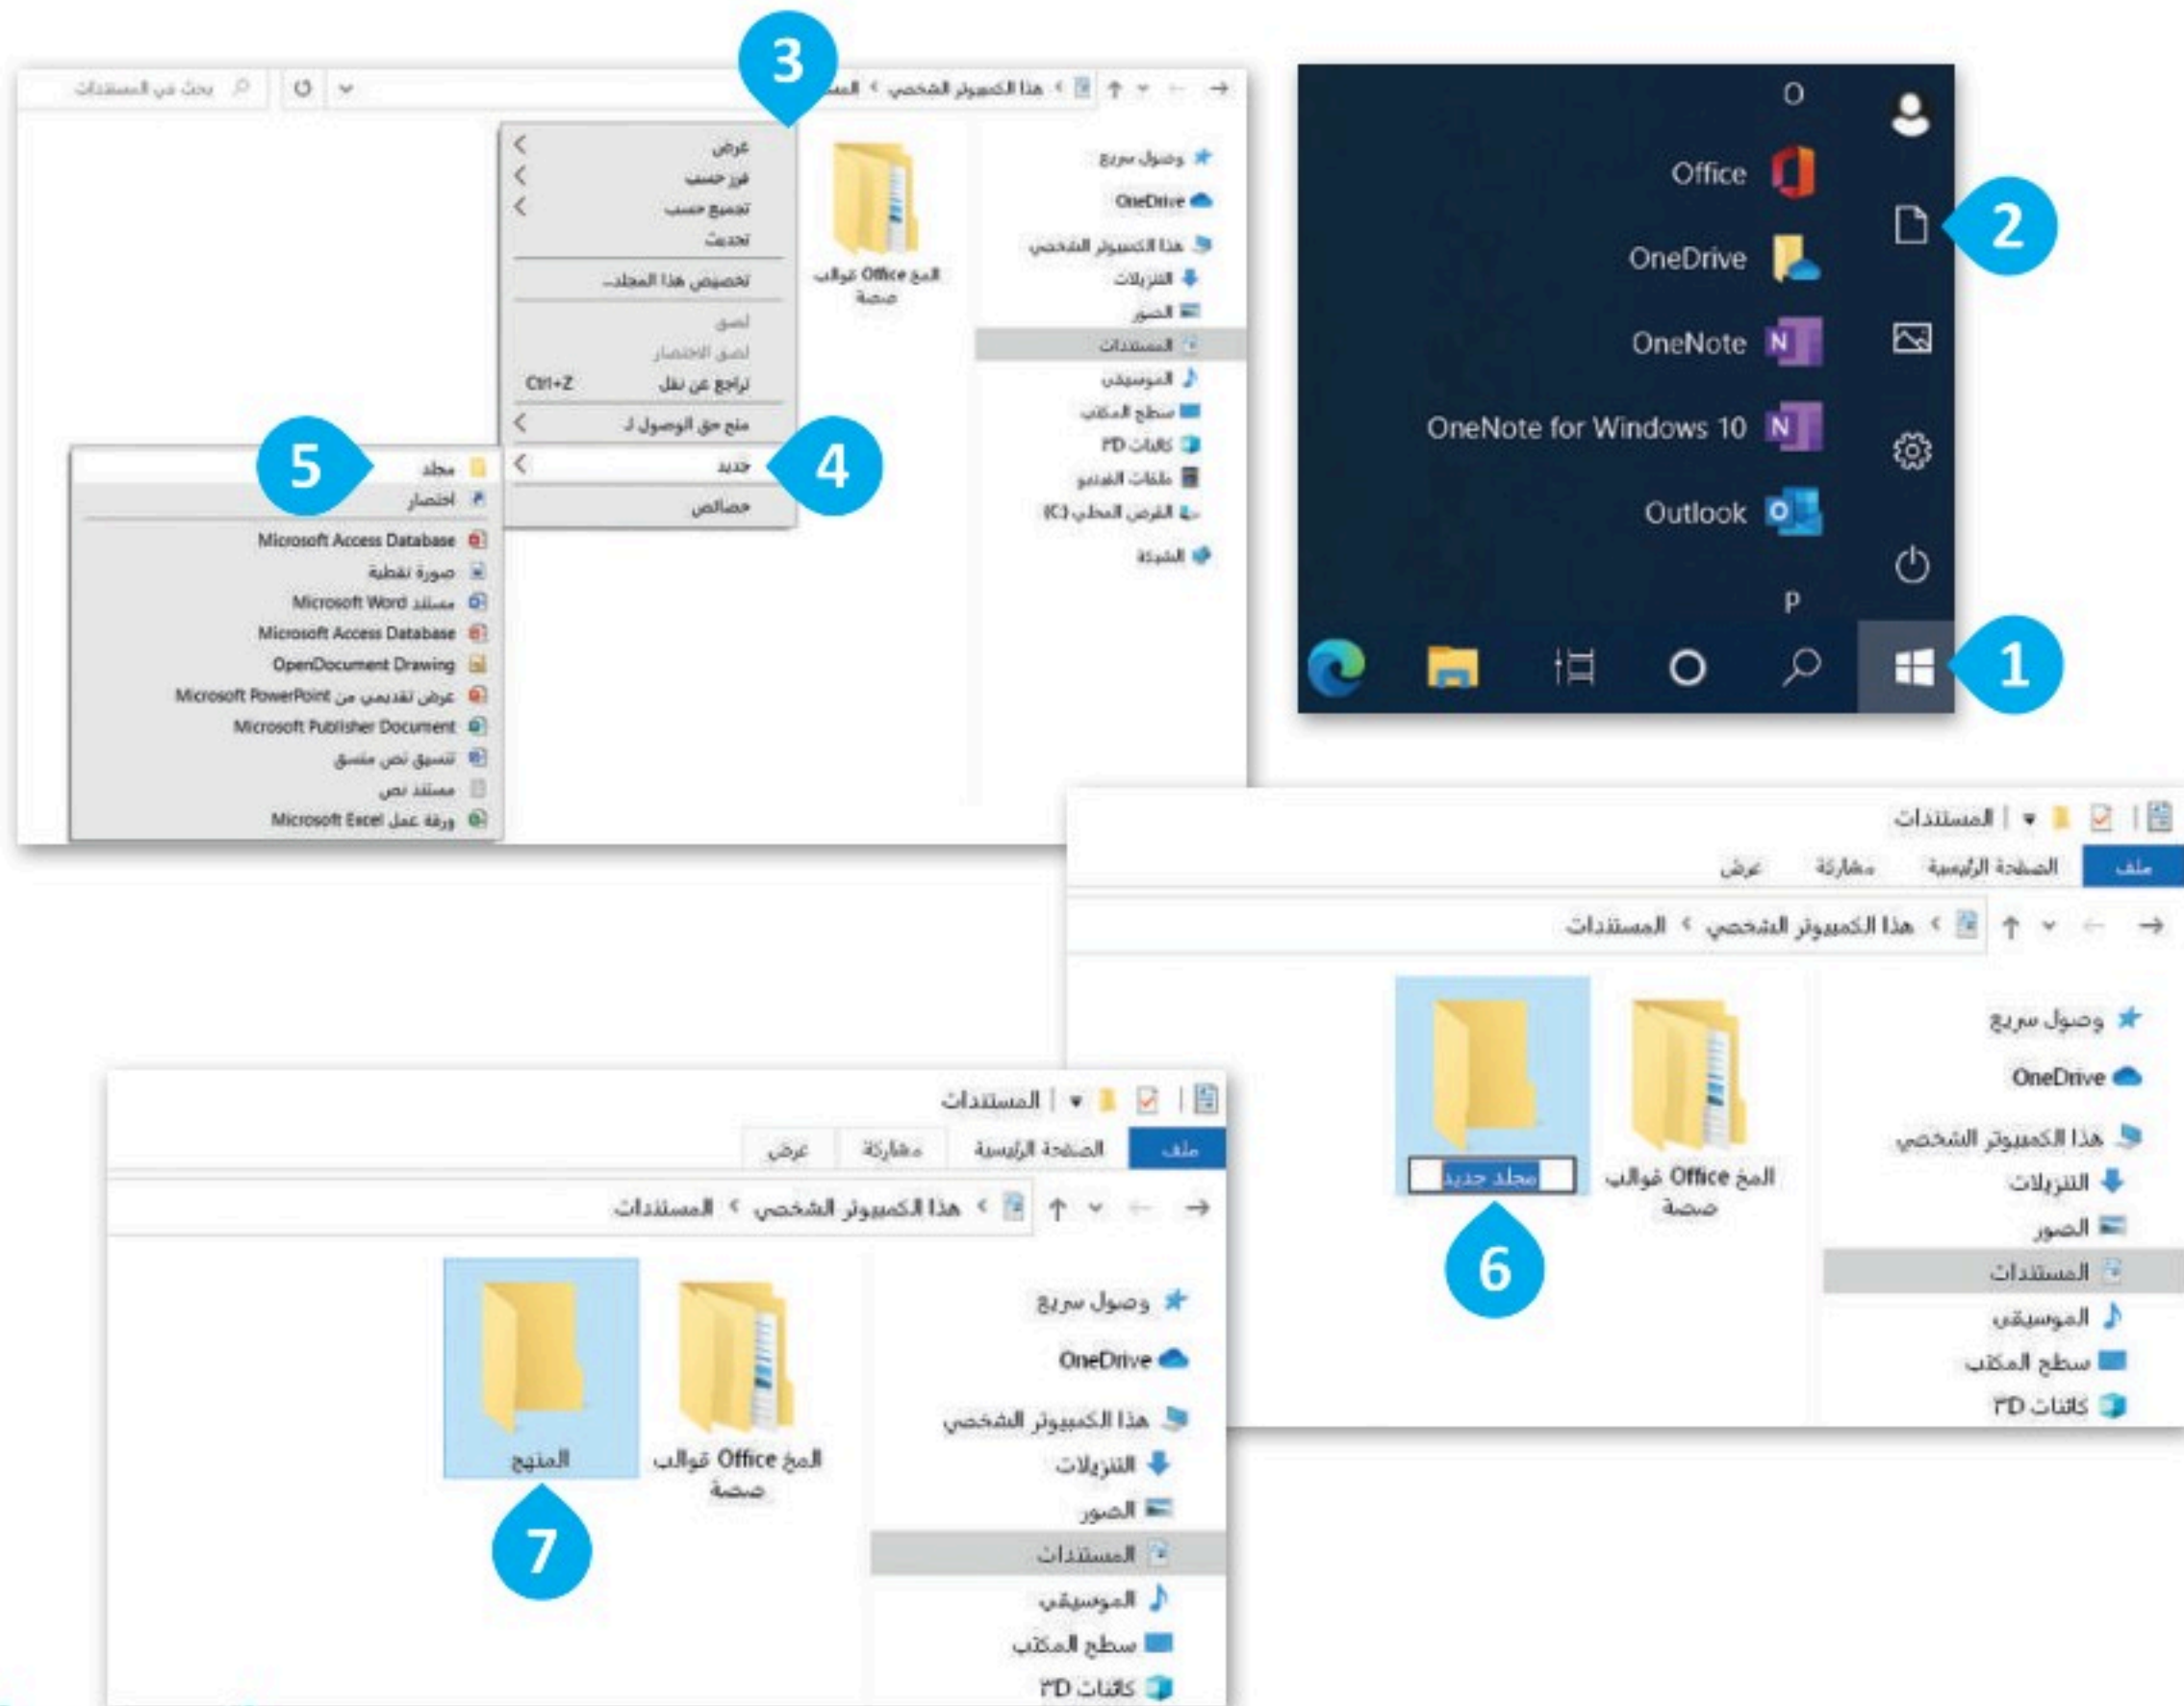 3
هذا الكمبيوتر الشخصي
بحث في المستندات
عرض
فرز حسب
تجميع حسب
تحديث
تخصيص هذا المجلد...
لصق
لصق الاختصار
تراجع عن نقل Ctrl+Z
منح حق الوصول لـ
جديد
خصائص
4
5
مجلد
اختصار
Microsoft Access Database
صورة نقطية
مستند Microsoft Word
Microsoft Access Database
OpenDocument Drawing
عرض تقديمي من Microsoft PowerPoint
Microsoft Publisher Document
تنسيق نص منسق
مستند نص
ورقة عمل Microsoft Excel
المخ Office قوالب
صصة
وصول سريع
OneDrive
هذا الكمبيوتر الشخصي
التنزيلات
الصور
المستندات
الموسيقى
سطح المكتب
كائنات ٣D
ملفات الفيديو
القرص المحلي (C:)
الشبكة
O
Office
OneDrive
OneNote
OneNote for Windows 10
Outlook
P
2
1
المستندات
ملف الصفحة الرئيسية مشاركة عرض
هذا الكمبيوتر الشخصي > المستندات
المخ Office قوالب
صصة
مجلد جديد
6
وصول سريع
OneDrive
هذا الكمبيوتر الشخصي
التنزيلات
الصور
المستندات
الموسيقى
سطح المكتب
كائنات ٣D
المستندات
ملف الصفحة الرئيسية مشاركة عرض
هذا الكمبيوتر الشخصي > المستندات
المخ Office قوالب
صصة
المنهج
7
وصول سريع
OneDrive
هذا الكمبيوتر الشخصي
التنزيلات
الصور
المستندات
الموسيقى
سطح المكتب
كائنات ٣D